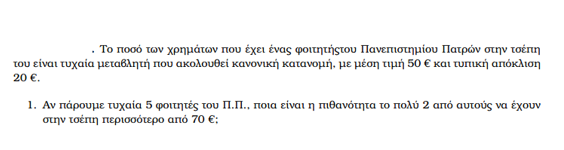 . Το ποσό των χρημάτων που έχει ένας φοιτητήςτου Πανεπιστημίου Πατρών στην τσέπη
του είναι τυχαία μεταβλητή που ακολουθεί κανονική κατανομή, με μέση τιμή 50 € και τυπική απόκλιση
20 €.
1. Αν πάρουμε τυχαία 5 φοιτητές του Π.Π., ποια είναι η πιθανότητα το πολύ 2 από αυτούς να έχουν
στην τσέπη περισσότερο από 70 €;